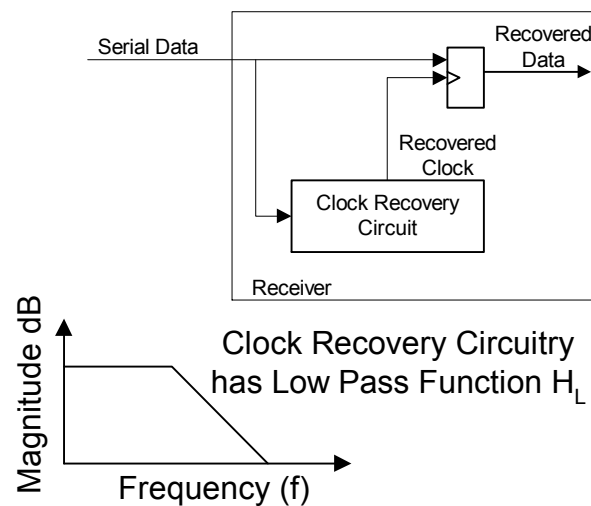 Serial Data
Recovered
Data
Recovered
Clock
Clock Recovery
Circuit
Receiver
Magnitude dB
Frequency (f)
Clock Recovery Circuitry
has Low Pass Function H_L